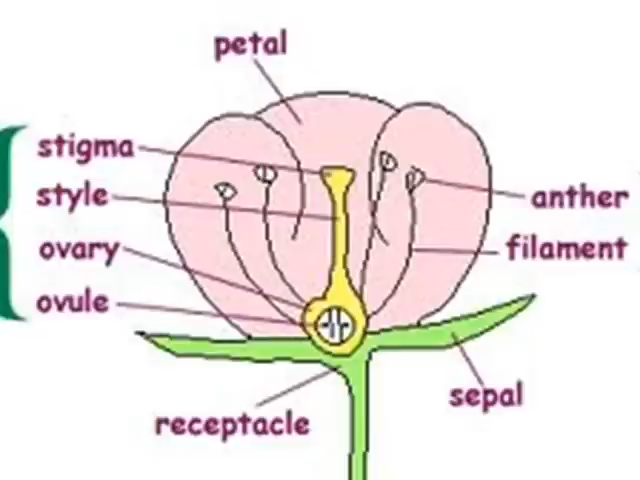 petal
stigma
style
ovary
ovule
anther
filament
sepal
receptacle